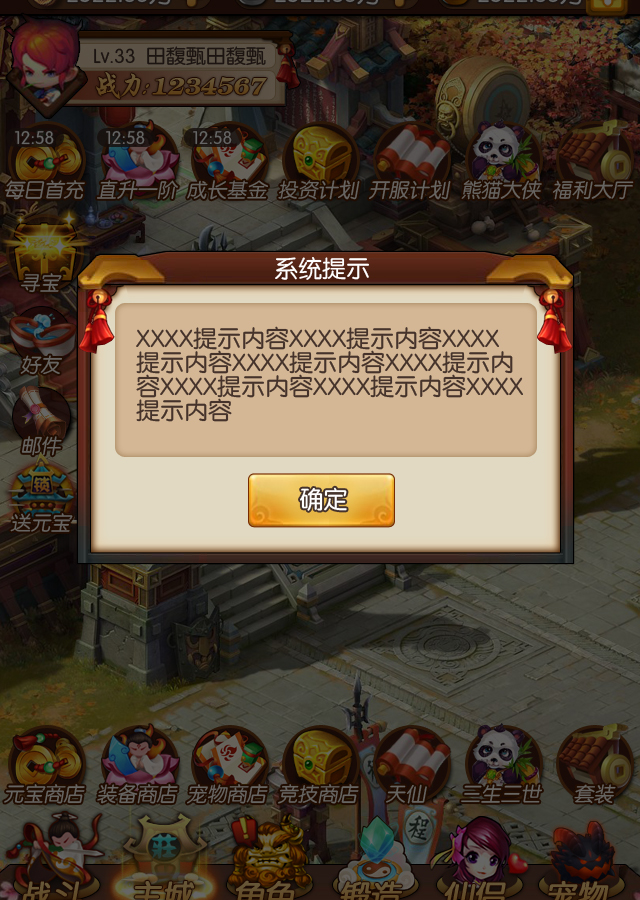 Lv.33 田馥甄田馥甄
战力:1234567
12:58 12:58 12:58
每日首充 直升一阶 成长基金 投资计划 开服计划 熊猫大侠 福利大厅
寻宝
系统提示
XXXX提示内容XXXX提示内容XXXX
提示内容XXXX提示内容XXXX提示内
容XXXX提示内容XXXX提示内容XXXX
提示内容
好友
邮件
锁
送元宝
确定
元宝商店 装备商店 宠物商店 竞技商店 天仙 三生三世 套装
程
战斗 主城 角色 锻造 仙侣 宠物